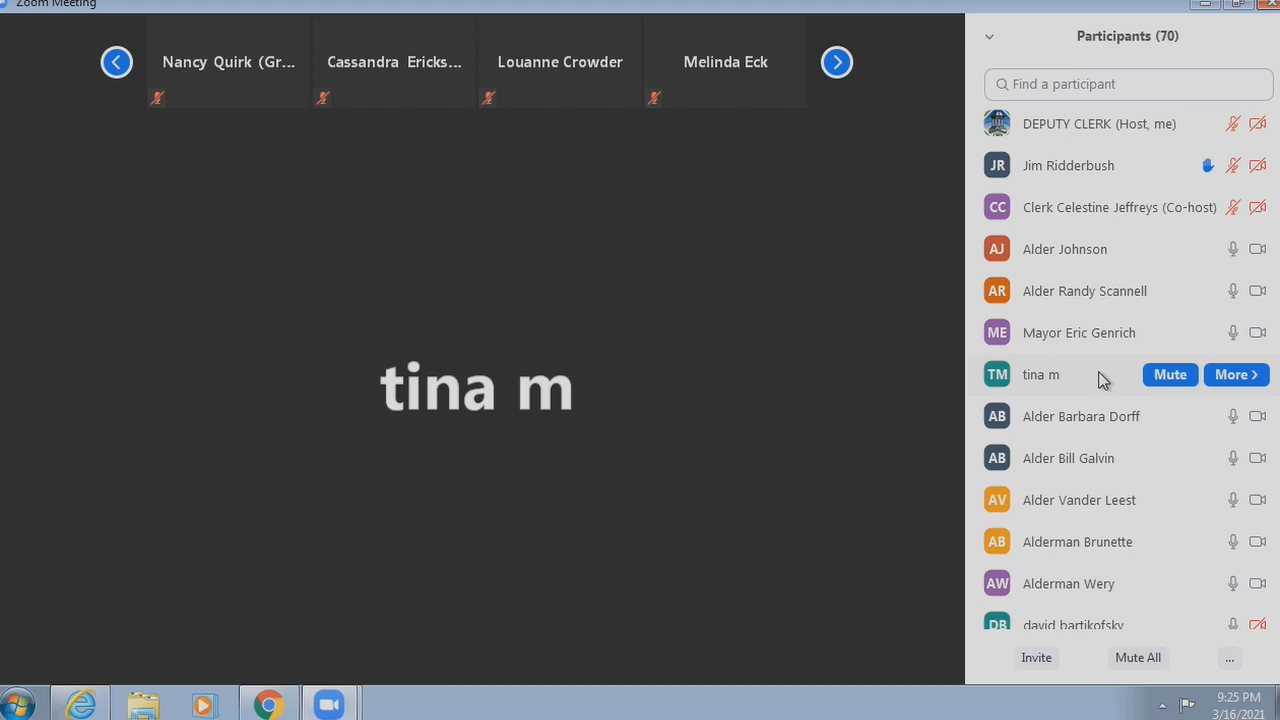 Zoom Meeting
Nancy Quirk (Gr...
Cassandra Ericks...
Louanne Crowder
Melinda Eck
tina m
Participants (70)
Find a participant
DEPUTY CLERK (Host, me)
JR Jim Ridderbush
CC Clerk Celestine Jeffreys (Co-host)
AJ Alder Johnson
AR Alder Randy Scannell
ME Mayor Eric Genrich
TM tina m Mute More >
AB Alder Barbara Dorff
AB Alder Bill Galvin
AV Alder Vander Leest
AB Alderman Brunette
AW Alderman Wery
DB david bartikofsky
Invite Mute All ...
9:25 PM
3/16/2021